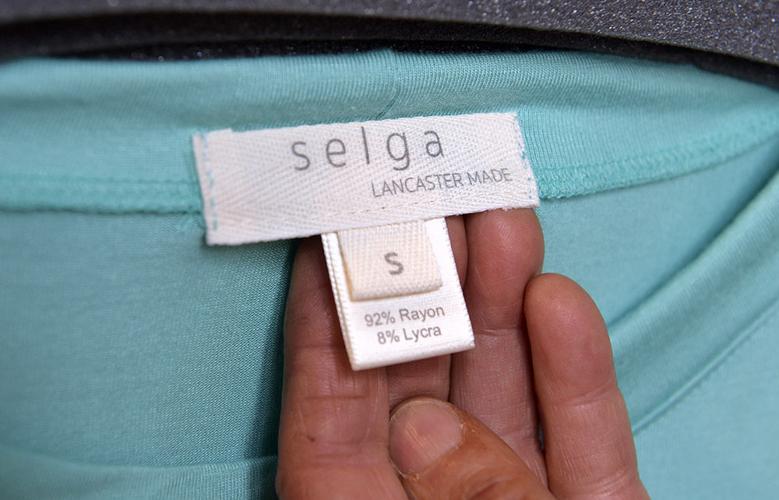 selga
LANCASTER MADE
S
92% Rayon
8% Lycra